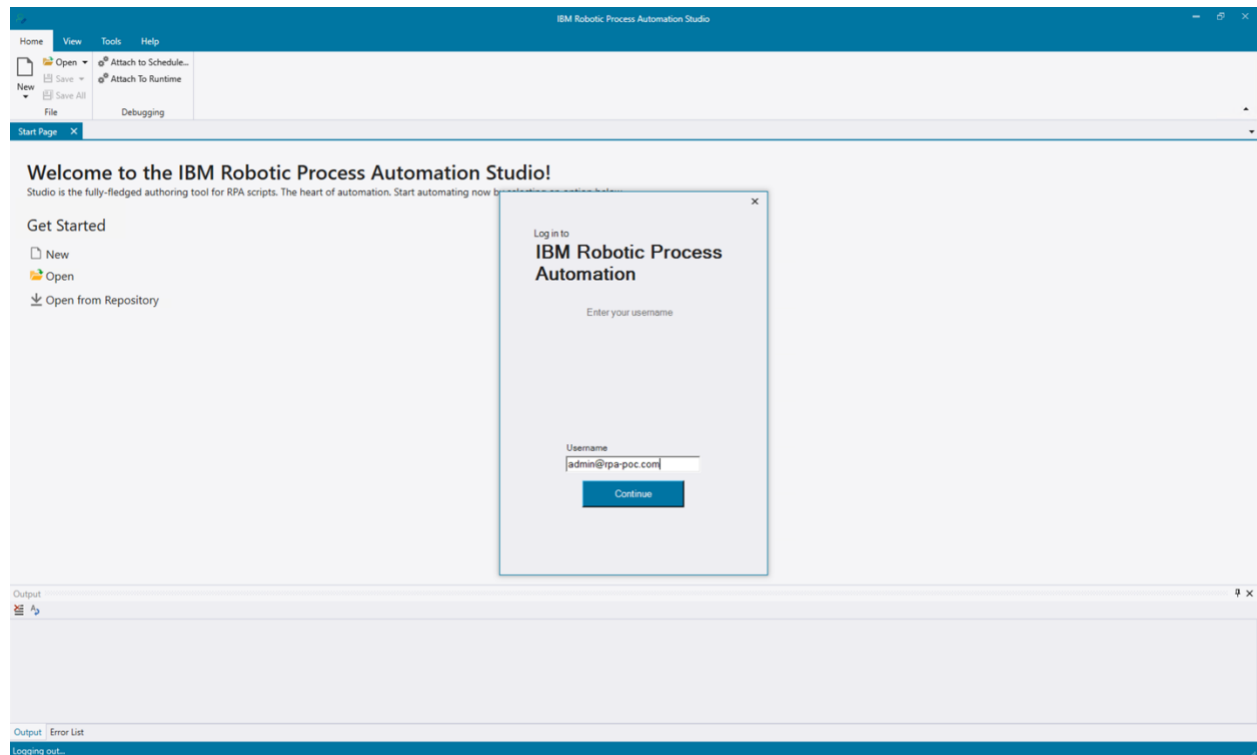 IBM Robotic Process Automation Studio
Home View Tools Help
New
Open
Save
Save All
File
Attach to Schedule...
Attach To Runtime
Debugging
Start Page
Welcome to the IBM Robotic Process Automation Studio!
Studio is the fully-fledged authoring tool for RPA scripts. The heart of automation. Start automating now
Get Started
New
Open
Open from Repository
Log in to
IBM Robotic Process
Automation
Enter your username
Username
admin@rpa-poc.com
Continue
Output
Output Error List
Logging out...